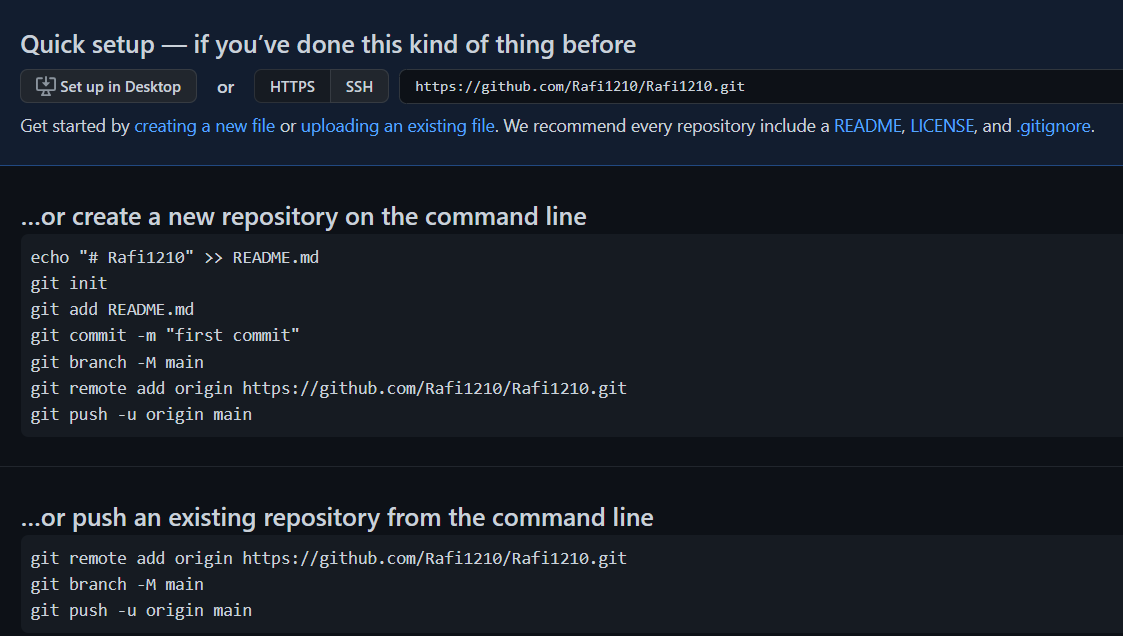 Quick setup — if you’ve done this kind of thing before
Set up in Desktop or HTTPS SSH https://github.com/Rafi1210/Rafi1210.git
Get started by creating a new file or uploading an existing file. We recommend every repository include a README, LICENSE, and .gitignore.
…or create a new repository on the command line
echo "# Rafi1210" >> README.md
git init
git add README.md
git commit -m "first commit"
git branch -M main
git remote add origin https://github.com/Rafi1210/Rafi1210.git
git push -u origin main
…or push an existing repository from the command line
git remote add origin https://github.com/Rafi1210/Rafi1210.git
git branch -M main
git push -u origin main